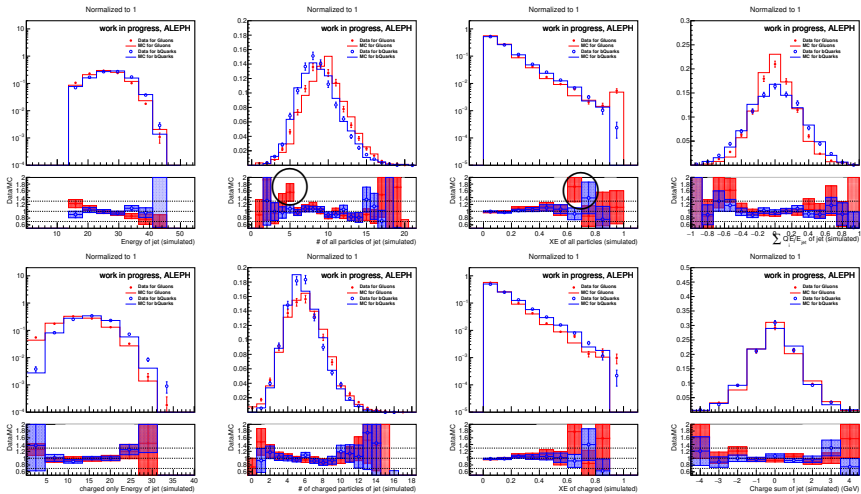 Normalized to 1
Normalized to 1
Normalized to 1
Normalized to 1
work in progress, ALEPH
Data for Gluons
MC for Gluons
Data for bQuarks
MC for bQuarks
work in progress, ALEPH
Data for Gluons
MC for Gluons
Data for bQuarks
MC for bQuarks
work in progress, ALEPH
Data for Gluons
MC for Gluons
Data for bQuarks
MC for bQuarks
work in progress, ALEPH
Data for Gluons
MC for Gluons
Data for bQuarks
MC for bQuarks
Data/MC
Energy of jet (simulated)
Data/MC
# of all particles of jet (simulated)
Data/MC
XE of all particles (simulated)
Data/MC
Normalized to 1
Normalized to 1
Normalized to 1
Normalized to 1
work in progress, ALEPH
Data for Gluons
MC for Gluons
Data for bQuarks
MC for bQuarks
work in progress, ALEPH
Data for Gluons
MC for Gluons
Data for bQuarks
MC for bQuarks
work in progress, ALEPH
Data for Gluons
MC for Gluons
Data for bQuarks
MC for bQuarks
work in progress, ALEPH
Data for Gluons
MC for Gluons
Data for bQuarks
MC for bQuarks
Data/MC
charged only Energy of jet (simulated)
Data/MC
# of charged particles of jet (simulated)
Data/MC
XE of chagred (simulated)
Data/MC
Charge sum of jet (simulated) (GeV)